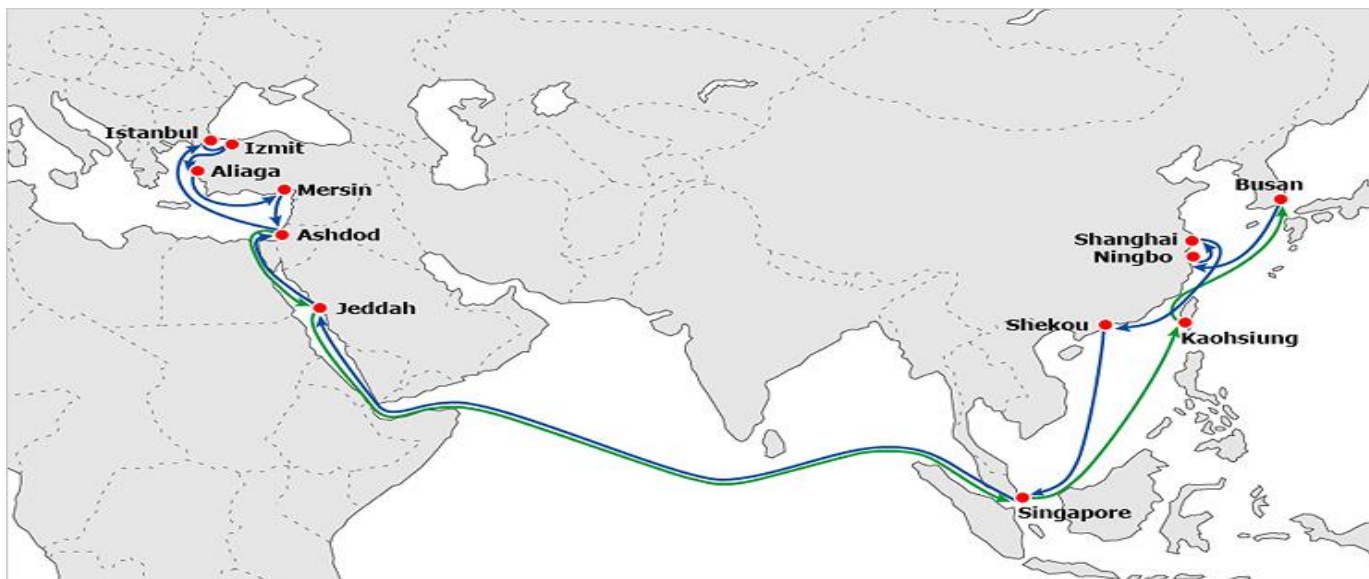 Istanbul
Izmit
Aliaga
Mersin
Busan
Ashdod
Shanghai
Ningbo
Jeddah
Shekou
Kaohsiung
Singapore